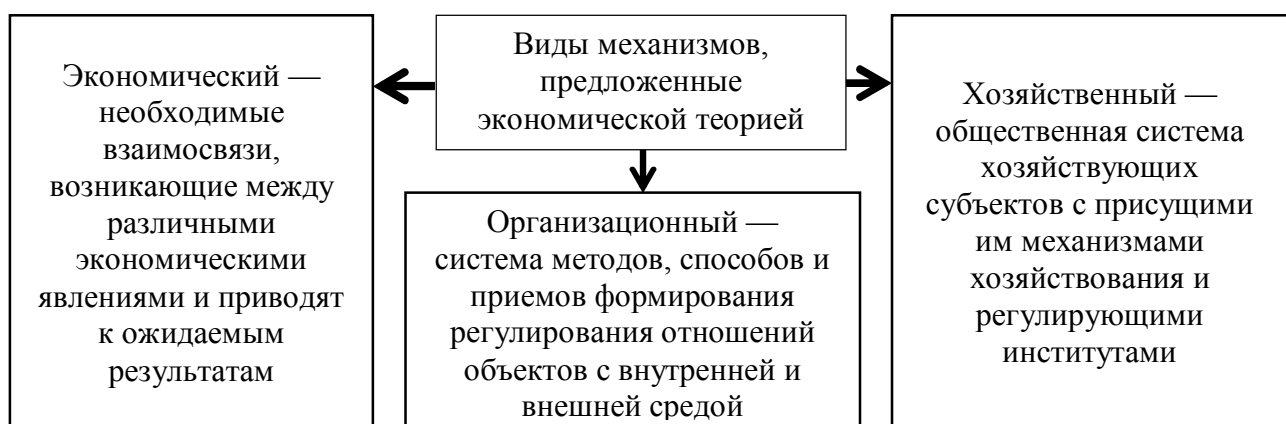 Виды механизмов,
предложенные
экономической теорией
Экономический —
необходимые
взаимосвязи,
возникающие между
различными
экономическими
явлениями и приводят
к ожидаемым
результатам
Организационный —
система методов, способов и
приемов формирования
регулирования отношений
объектов с внутренней и
внешней средой
Хозяйственный —
общественная система
хозяйствующих
субъектов с присущими
им механизмами
хозяйствования и
регулирующими
институтами